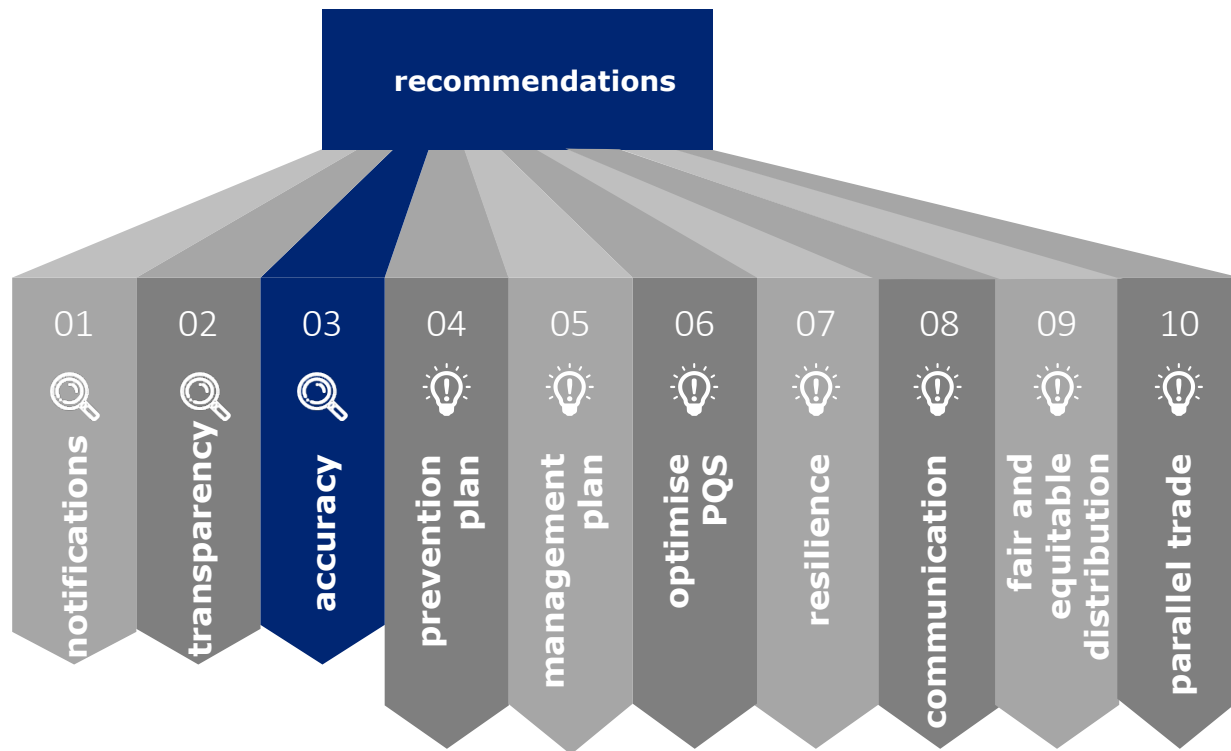 recommendations
01
notifications
02
transparency
03
accuracy
04
prevention
plan
05
management
plan
06
optimise
PQS
07
resilience
08
communication
09
fair and
equitable
distribution
10
parallel trade